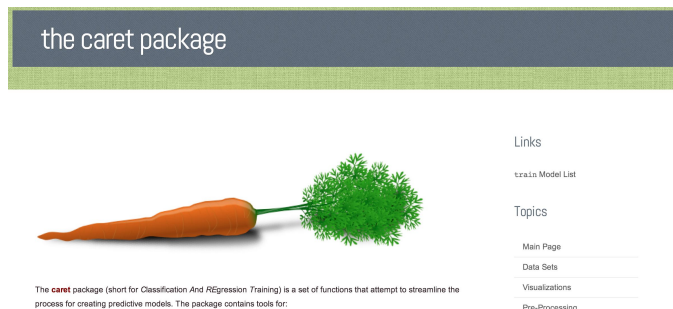 the caret package
Links
train Model List
Topics
Main Page
Data Sets
Visualizations
Pre-Processing
The caret package (short for Classification And REgression Training) is a set of functions that attempt to streamline the
process for creating predictive models. The package contains tools for: